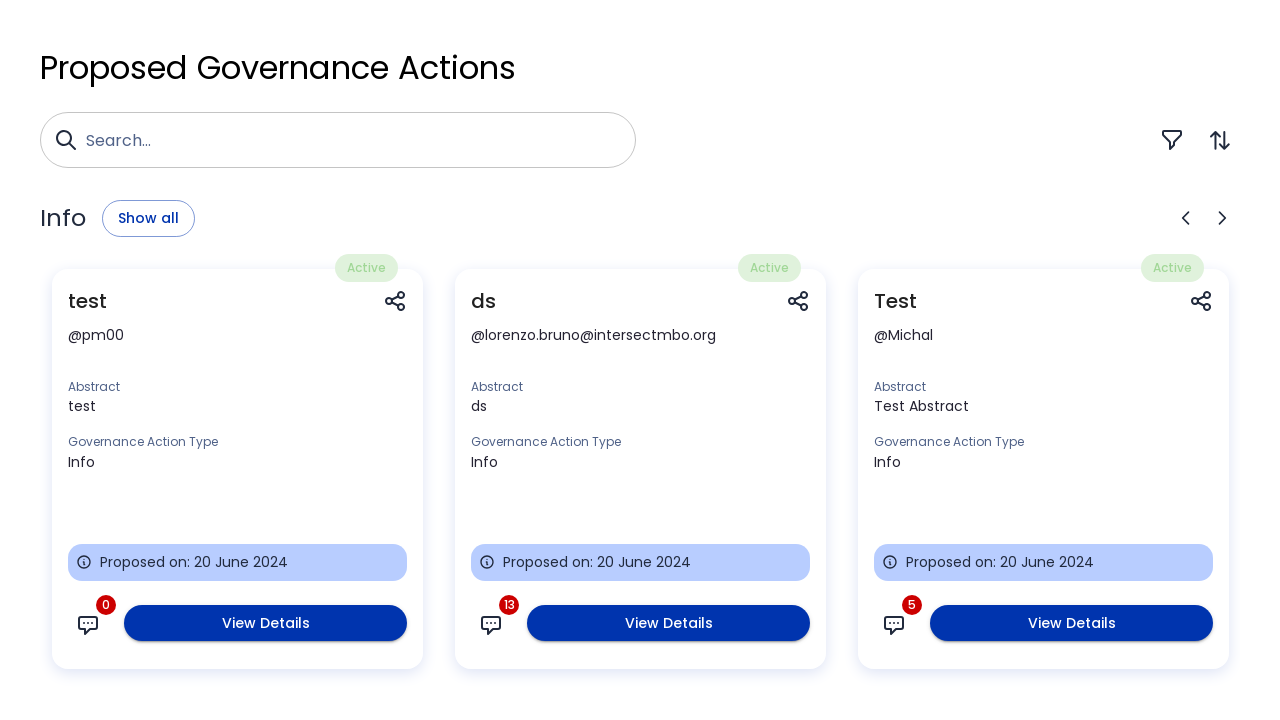 Proposed Governance Actions
Search...
Info
Show all
Active
test
@pm00
Abstract
test
Governance Action Type
Info
Proposed on: 20 June 2024
0
View Details
Active
ds
@lorenzo.bruno@intersectmbo.org
Abstract
ds
Governance Action Type
Info
Proposed on: 20 June 2024
13
View Details
Active
Test
@Michal
Abstract
Test Abstract
Governance Action Type
Info
Proposed on: 20 June 2024
5
View Details